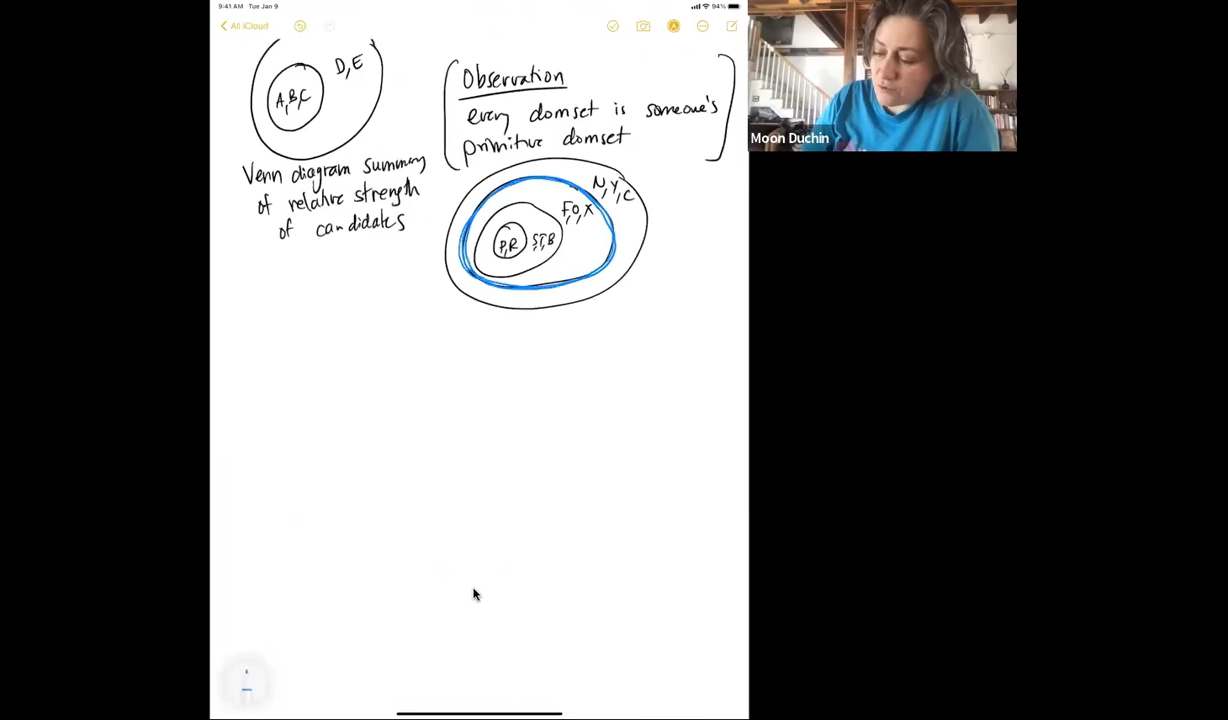 9:41 AM Tue Jan 9
94%
All iCloud
D,E
A,B,C
Venn diagram summary
of relative strength
of candidates
Observation
every domset is someone's
primitive domset
N,Y,C
F,O,X
S,T,B
P,R
Moon Duchin